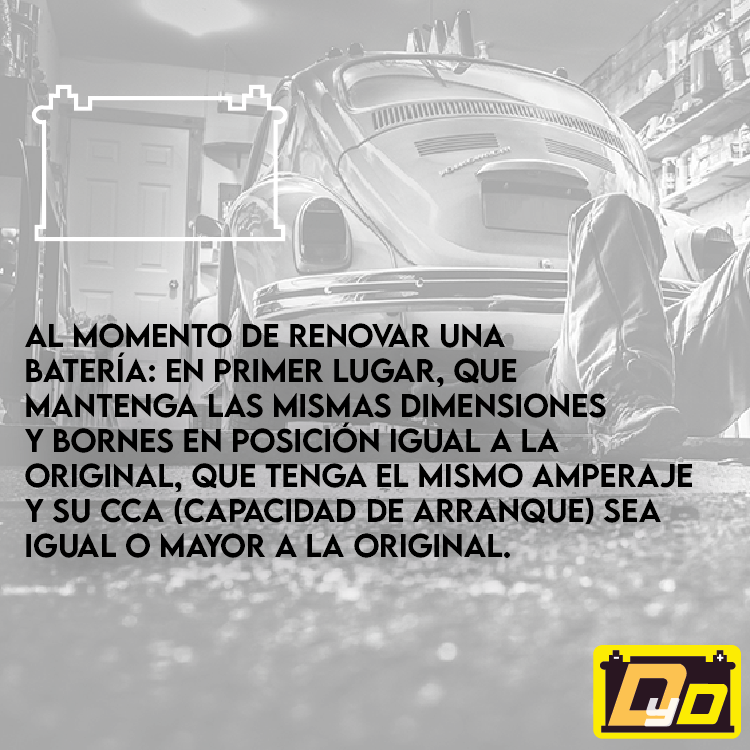 AL MOMENTO DE RENOVAR UNA
BATERÍA: EN PRIMER LUGAR, QUE
MANTENGA LAS MISMAS DIMENSIONES
Y BORNES EN POSICIÓN IGUAL A LA
ORIGINAL, QUE TENGA EL MISMO AMPERAJE
Y SU CCA (CAPACIDAD DE ARRANQUE) SEA
IGUAL O MAYOR A LA ORIGINAL.
DyD